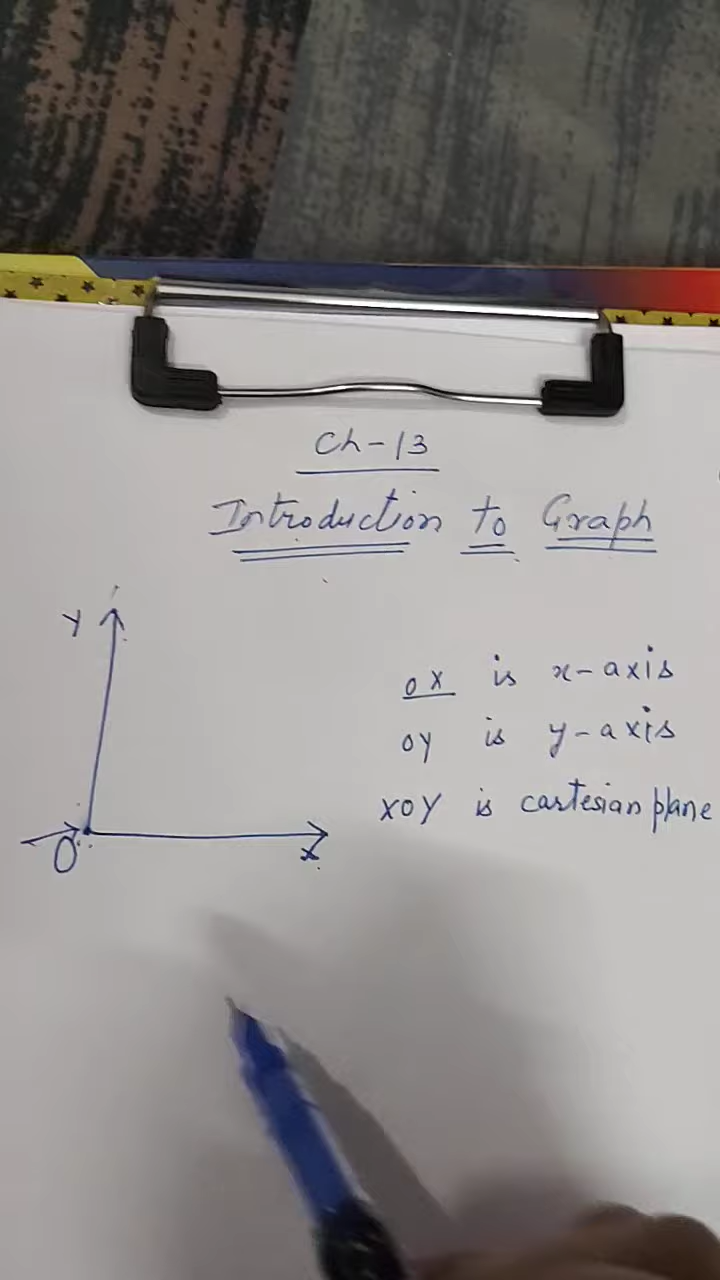 Ch-13
Introduction to Graph
Y
OX is x-axis
OY is y-axis
XOY is cartesian plane
O
X